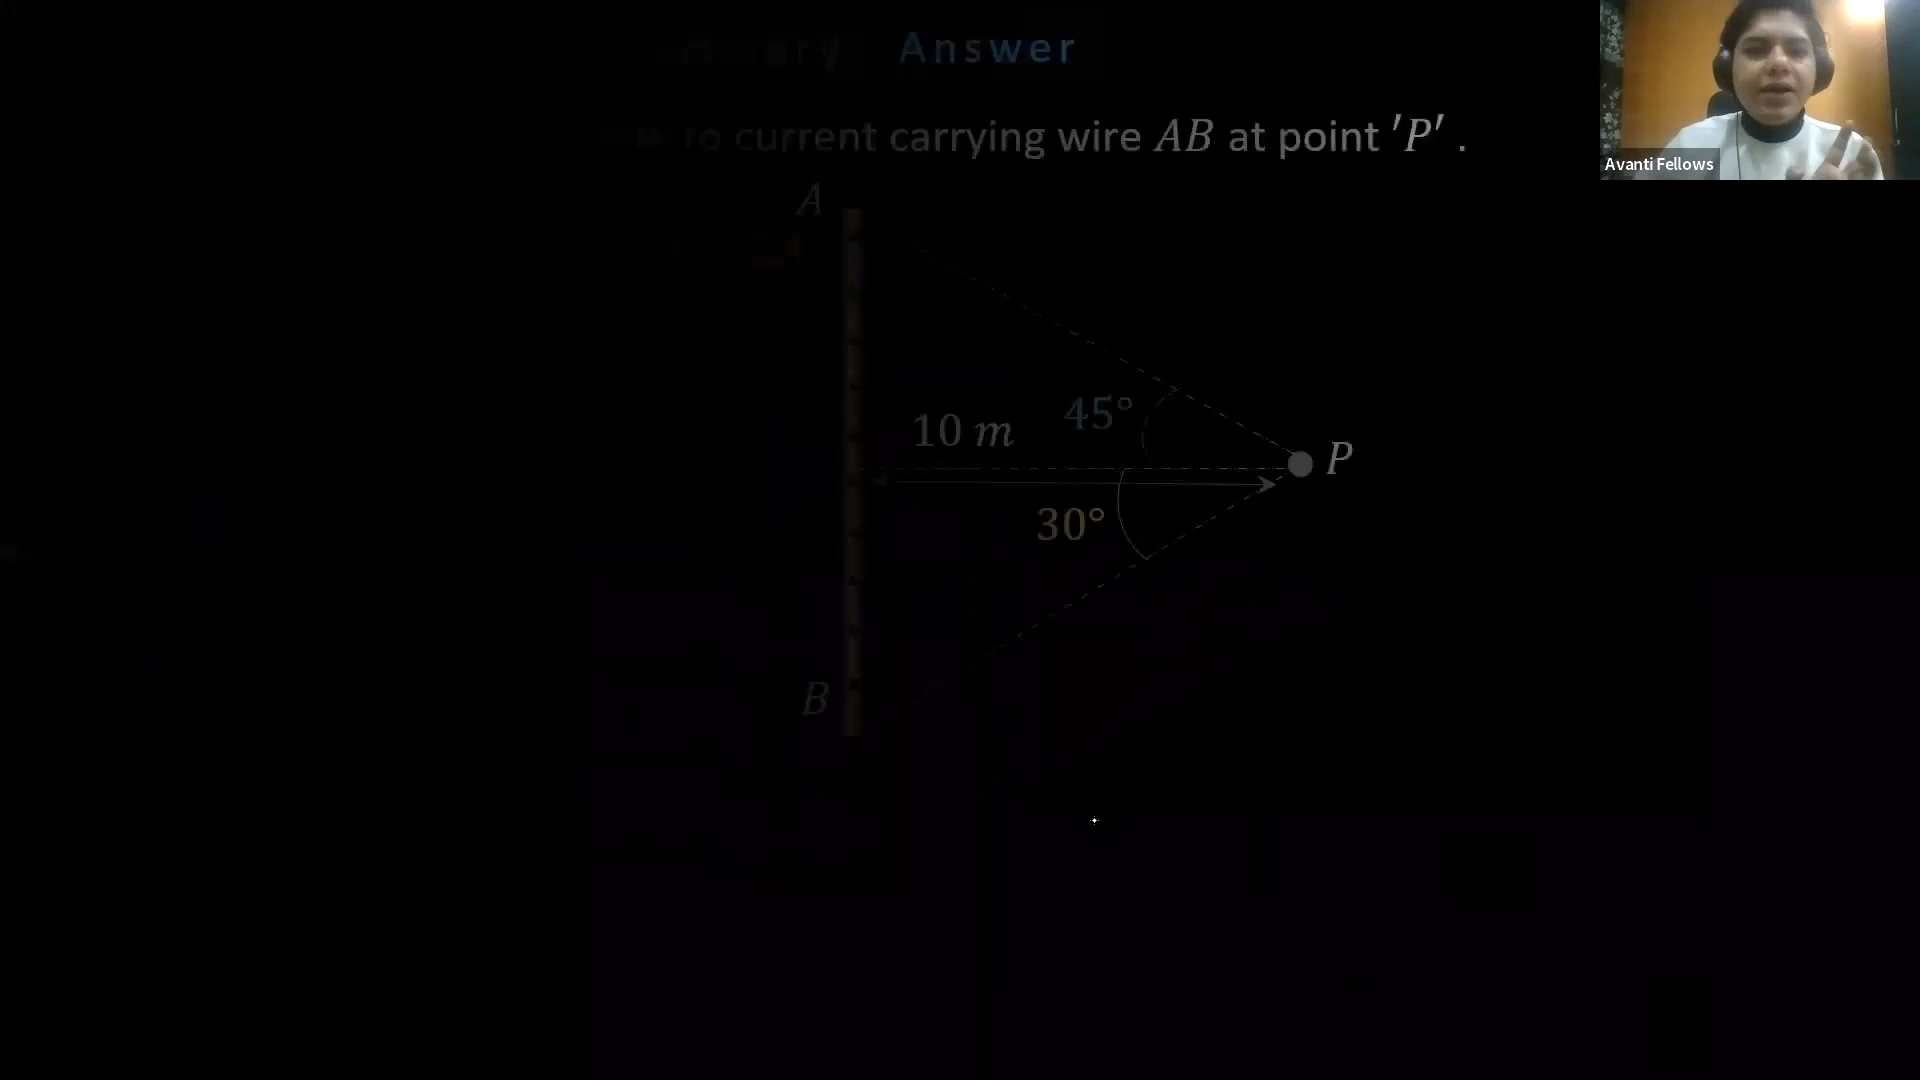 Answer
current carrying wire AB at point 'P' .
Avanti Fellows
A
45°
10 m
P
30°
B